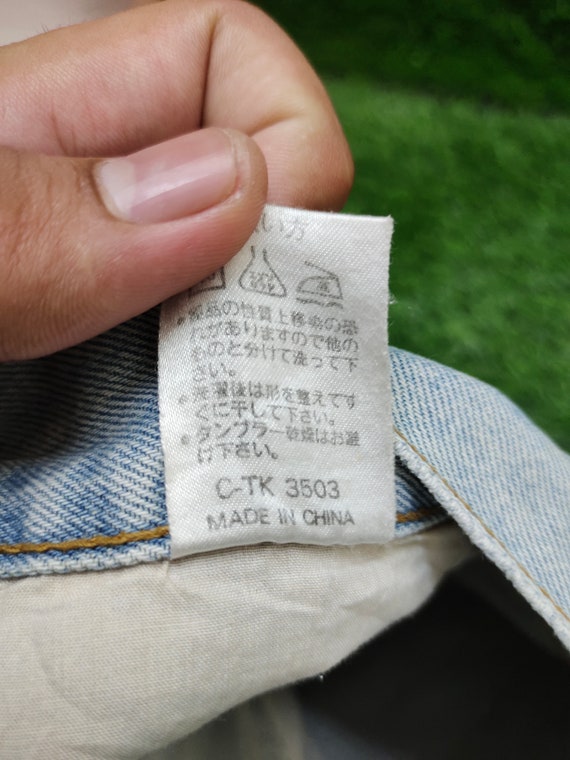 い方
●製品の性質上移染の恐
れがありますので他の
ものと分けて洗って下
さい。
●洗濯後は形を整えてす
ぐに干して下さい。
●タンブラー乾燥はお避
け下さい。
C-TK 3503
MADE IN CHINA